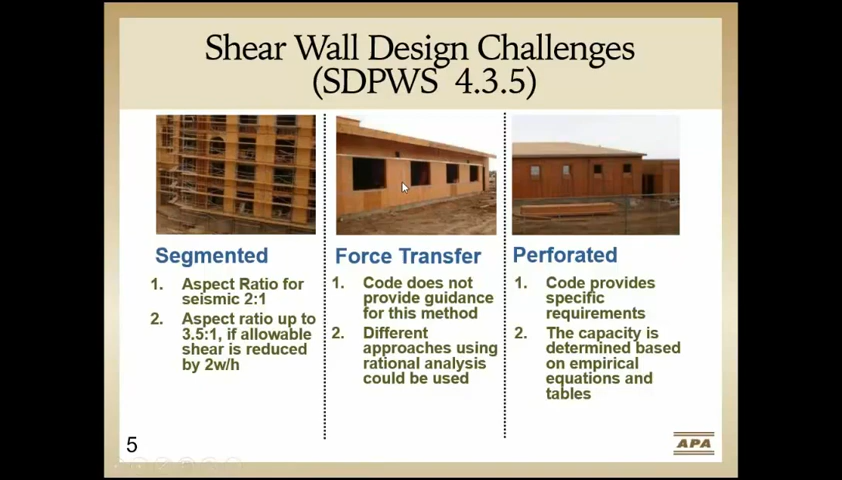 Shear Wall Design Challenges
(SDPWS 4.3.5)
Segmented
1. Aspect Ratio for
seismic 2:1
2. Aspect ratio up to
3.5:1, if allowable
shear is reduced
by 2w/h
Force Transfer
1. Code does not
provide guidance
for this method
2. Different
approaches using
rational analysis
could be used
Perforated
1. Code provides
specific
requirements
2. The capacity is
determined based
on empirical
equations and
tables
5
APA